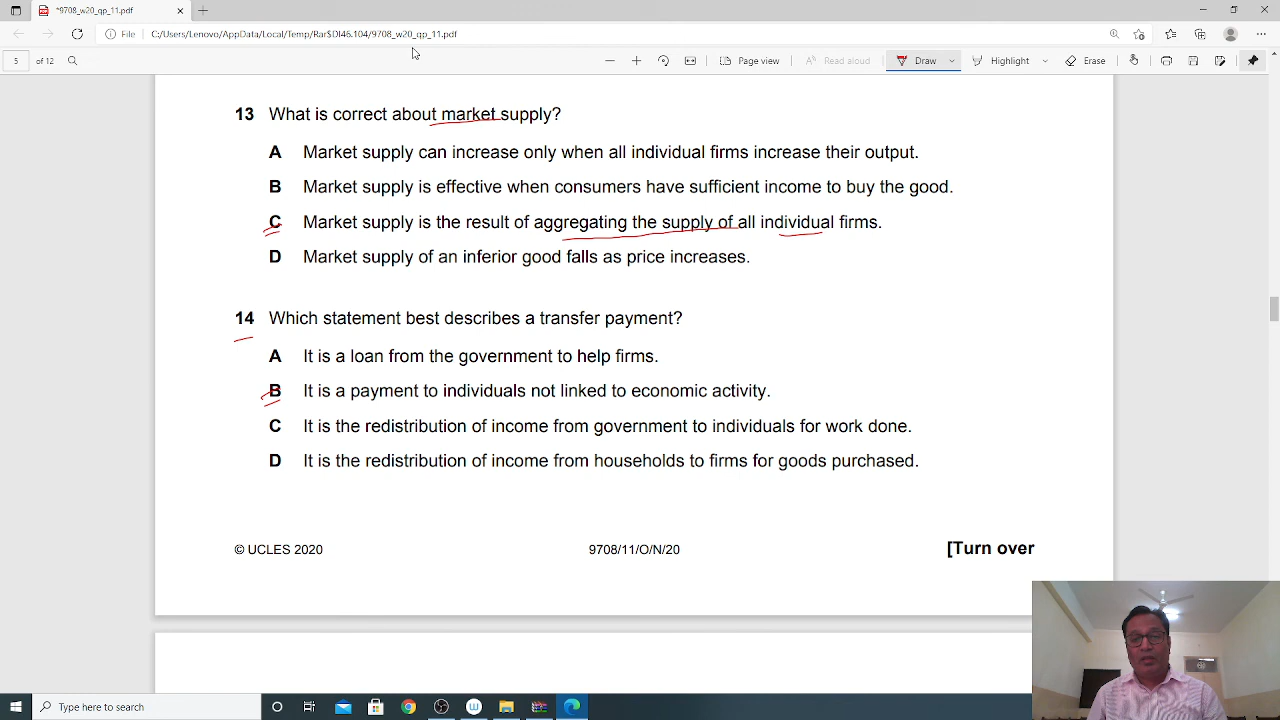 *9708_w20_qp_11.pdf
File C:/Users/Lenovo/AppData/Local/Temp/Rar$DI46.104/9708_w20_qp_11.pdf
5 of 12 Page view Read aloud Draw Highlight Erase
13 What is correct about market supply?
A Market supply can increase only when all individual firms increase their output.
B Market supply is effective when consumers have sufficient income to buy the good.
C Market supply is the result of aggregating the supply of all individual firms.
D Market supply of an inferior good falls as price increases.
14 Which statement best describes a transfer payment?
A It is a loan from the government to help firms.
B It is a payment to individuals not linked to economic activity.
C It is the redistribution of income from government to individuals for work done.
D It is the redistribution of income from households to firms for goods purchased.
© UCLES 2020 9708/11/O/N/20 [Turn over
Type here to search